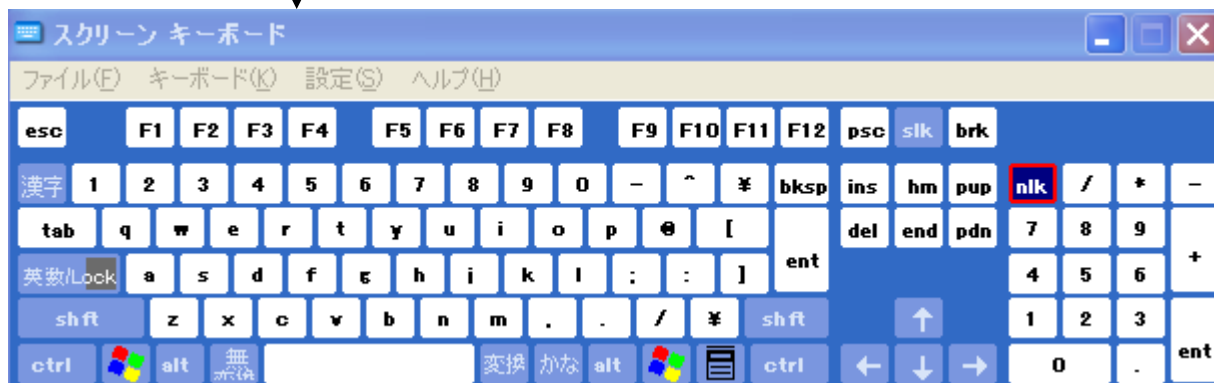 スクリーン キーボード
ファイル(F) キーボード(K) 設定(S) ヘルプ(H)
esc F1 F2 F3 F4 F5 F6 F7 F8 F9 F10 F11 F12 psc slk brk
漢字 1 2 3 4 5 6 7 8 9 0 - ^ ¥ bksp ins hm pup nlk / * -
tab q w e r t y u i o p @ [ ent del end pdn 7 8 9 +
英数/Lock a s d f g h j k l ; : ] 4 5 6
shft z x c v b n m , . / ¥ shft ↑ 1 2 3 ent
ctrl alt 無変換 変換 かな alt ctrl ← ↓ → 0 .